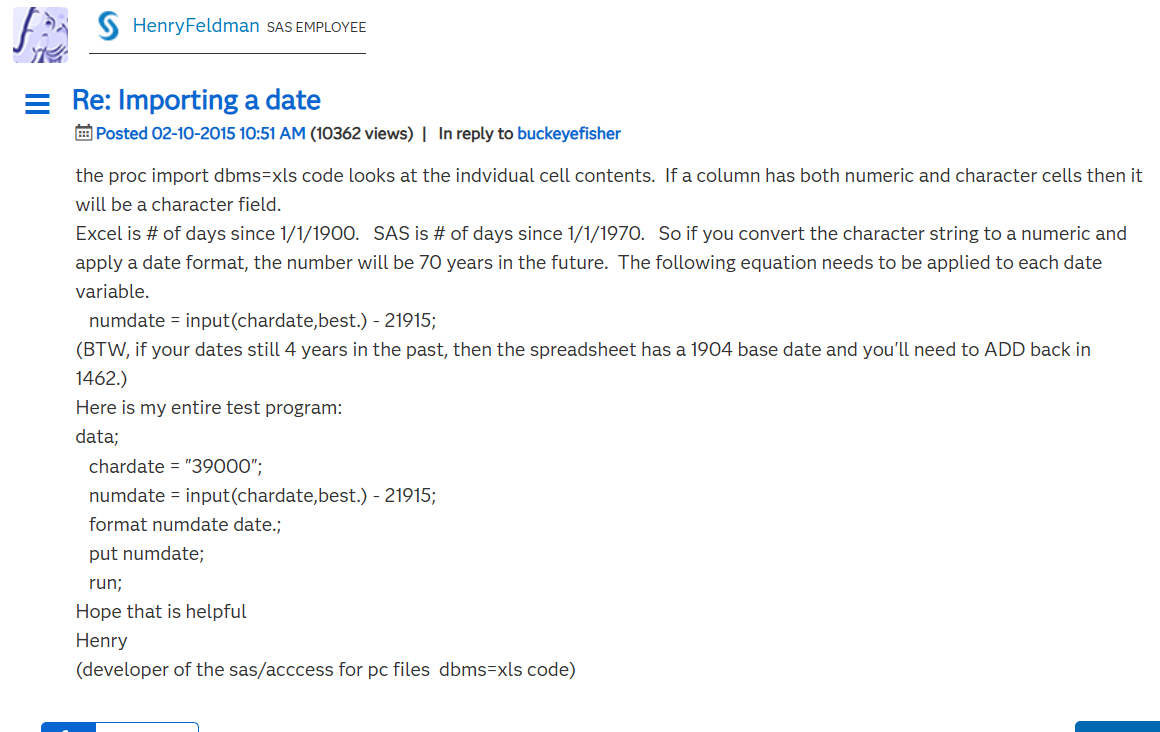 HenryFeldman SAS EMPLOYEE
Re: Importing a date
Posted 02-10-2015 10:51 AM (10362 views) | In reply to buckeyefisher
the proc import dbms=xls code looks at the indvidual cell contents.  If a column has both numeric and character cells then it
will be a character field.
Excel is # of days since 1/1/1900.   SAS is # of days since 1/1/1970.   So if you convert the character string to a numeric and
apply a date format, the number will be 70 years in the future.  The following equation needs to be applied to each date
variable.
numdate = input(chardate,best.) - 21915;
(BTW, if your dates still 4 years in the past, then the spreadsheet has a 1904 base date and you'll need to ADD back in
1462.)
Here is my entire test program:
data;
chardate = "39000";
numdate = input(chardate,best.) - 21915;
format numdate date.;
put numdate;
run;
Hope that is helpful
Henry
(developer of the sas/acccess for pc files  dbms=xls code)